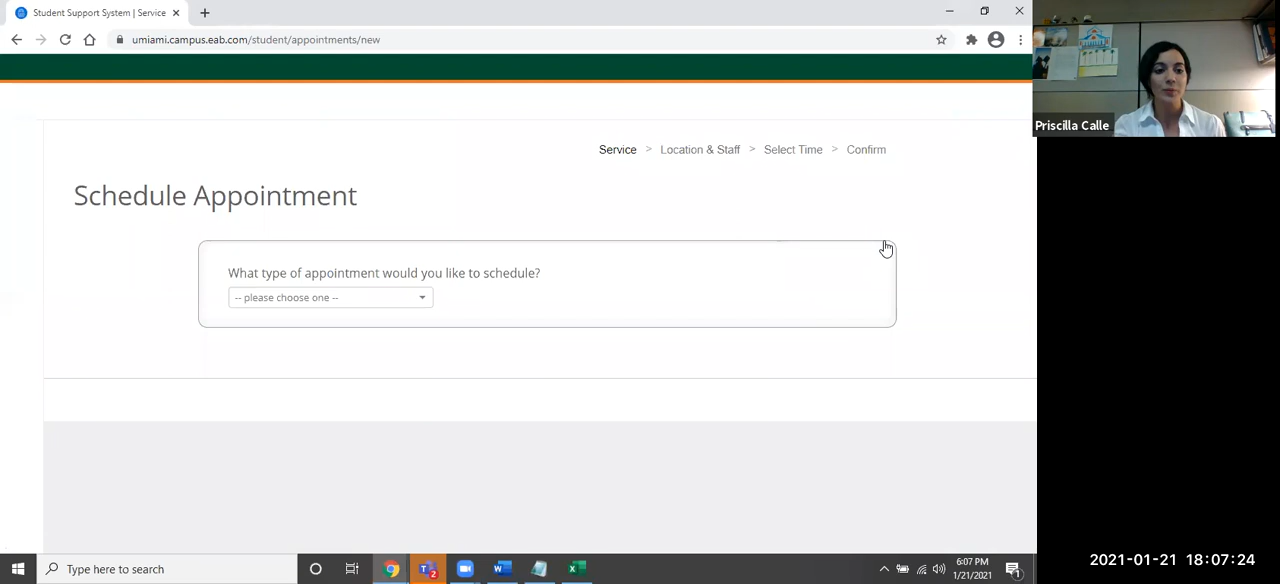 Student Support System | Service
umiami.campus.eab.com/student/appointments/new
Priscilla Calle
Service > Location & Staff > Select Time > Confirm
Schedule Appointment
What type of appointment would you like to schedule?
-- please choose one --
Type here to search
T
2
W
X
6:07 PM
1/21/2021
1
2021-01-21 18:07:24